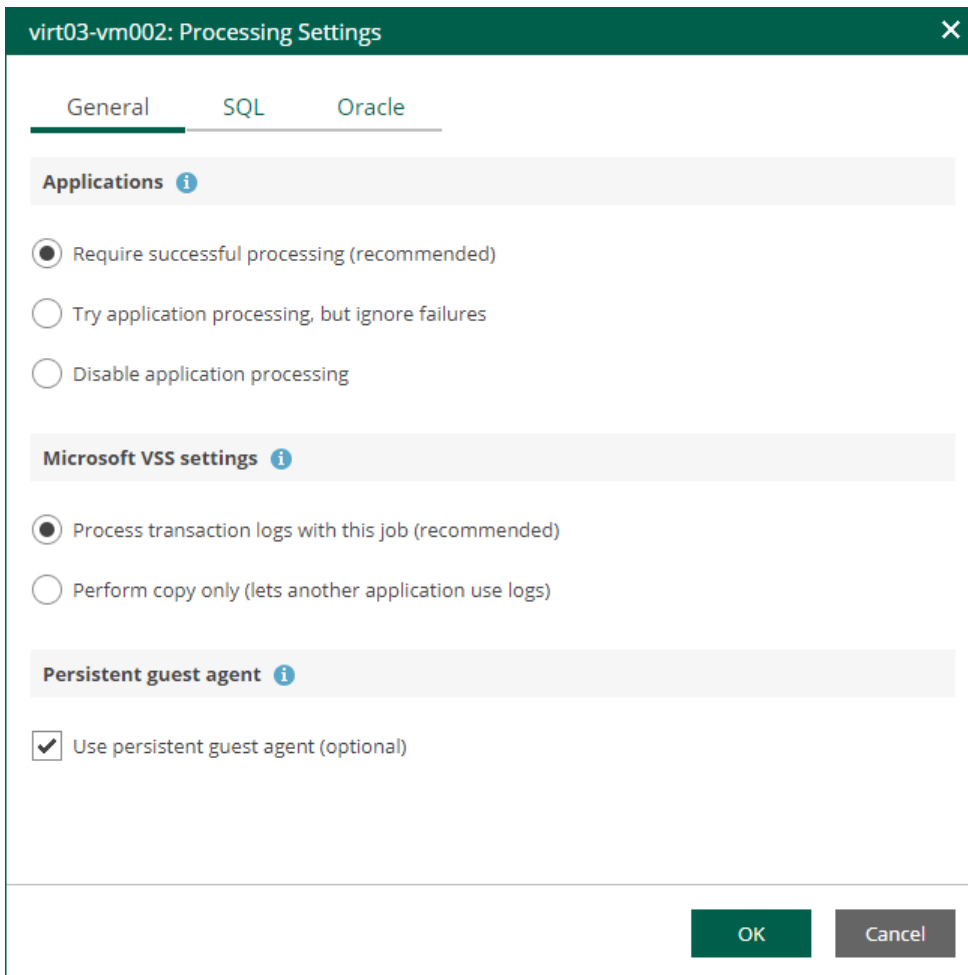 virt03-vm002: Processing Settings
General SQL Oracle
Applications
Require successful processing (recommended)
Try application processing, but ignore failures
Disable application processing
Microsoft VSS settings
Process transaction logs with this job (recommended)
Perform copy only (lets another application use logs)
Persistent guest agent
Use persistent guest agent (optional)
OK Cancel